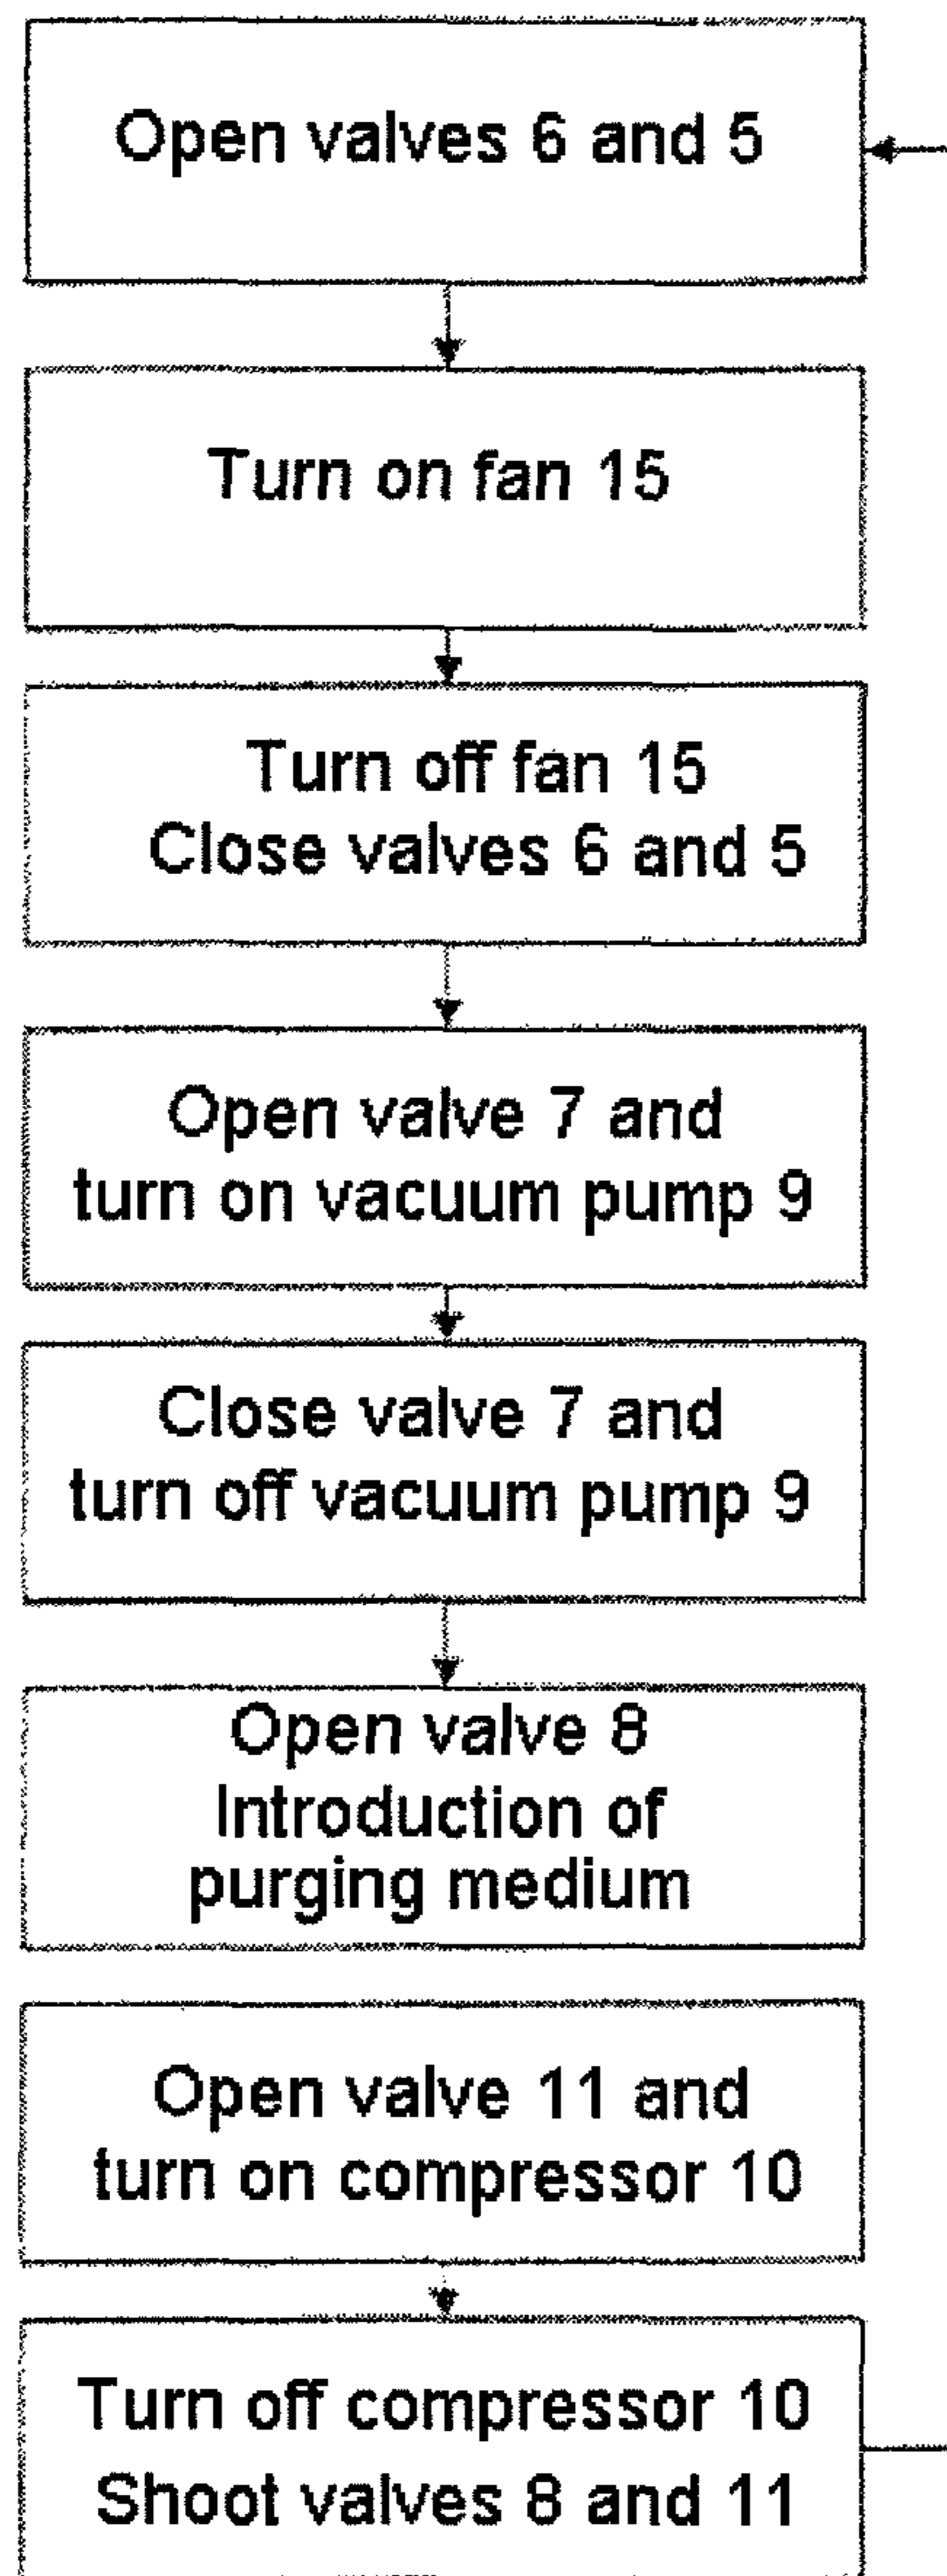 Open valves 6 and 5
Turn on fan 15
Turn off fan 15
Close valves 6 and 5
Open valve 7 and
turn on vacuum pump 9
Close valve 7 and
turn off vacuum pump 9
Open valve 8
Introduction of
purging medium
Open valve 11 and
turn on compressor 10
Turn off compressor 10
Shoot valves 8 and 11